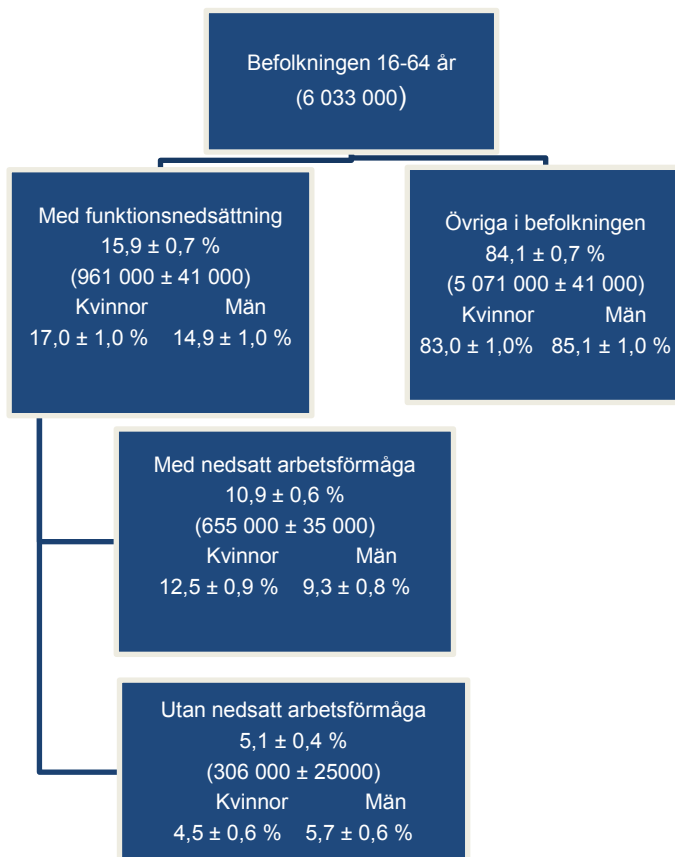 Befolkningen 16-64 år
(6 033 000)
Med funktionsnedsättning
15,9 ± 0,7 %
(961 000 ± 41 000)
Kvinnor Män
17,0 ± 1,0 % 14,9 ± 1,0 %
Övriga i befolkningen
84,1 ± 0,7 %
(5 071 000 ± 41 000)
Kvinnor Män
83,0 ± 1,0% 85,1 ± 1,0 %
Med nedsatt arbetsförmåga
10,9 ± 0,6 %
(655 000 ± 35 000)
Kvinnor Män
12,5 ± 0,9 % 9,3 ± 0,8 %
Utan nedsatt arbetsförmåga
5,1 ± 0,4 %
(306 000 ± 25000)
Kvinnor Män
4,5 ± 0,6 % 5,7 ± 0,6 %